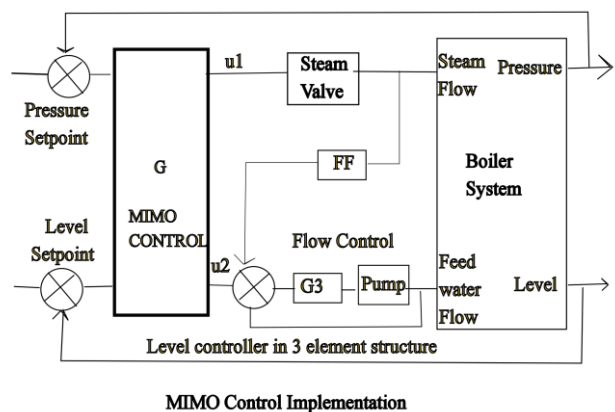 u1
Steam
Valve
Steam
Flow
Pressure
Pressure
Setpoint
G
MIMO
CONTROL
FF
Boiler
System
Level
Setpoint
u2
Flow Control
G3
Pump
Feed
water
Flow
Level
Level controller in 3 element structure
MIMO Control Implementation